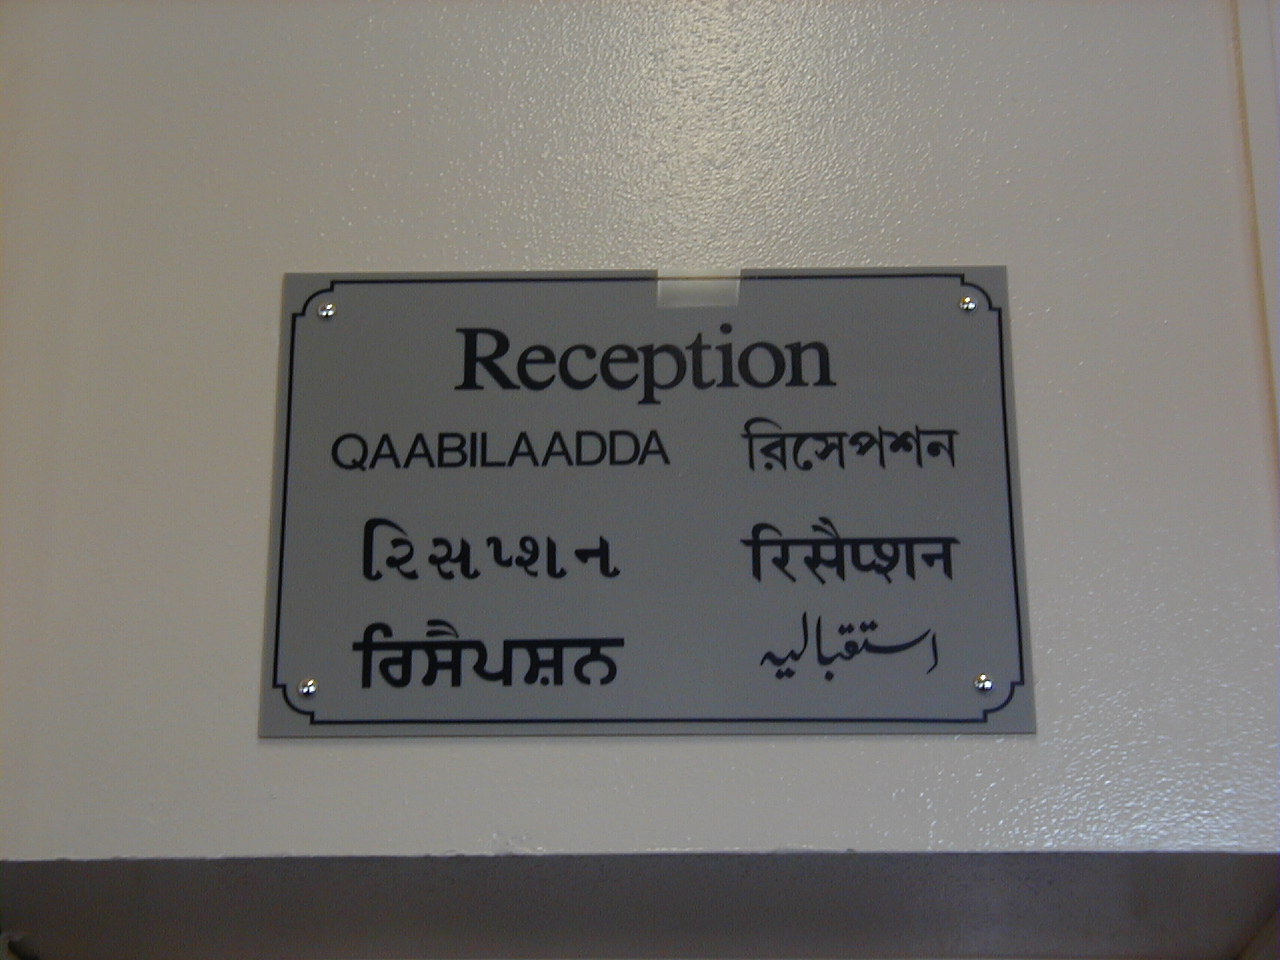 Reception
QAABILAADDA
রিসেপশন
રિસપ્શન
रिसैप्शन
ਰਿਸੈਪਸ਼ਨ
استقبالیہ